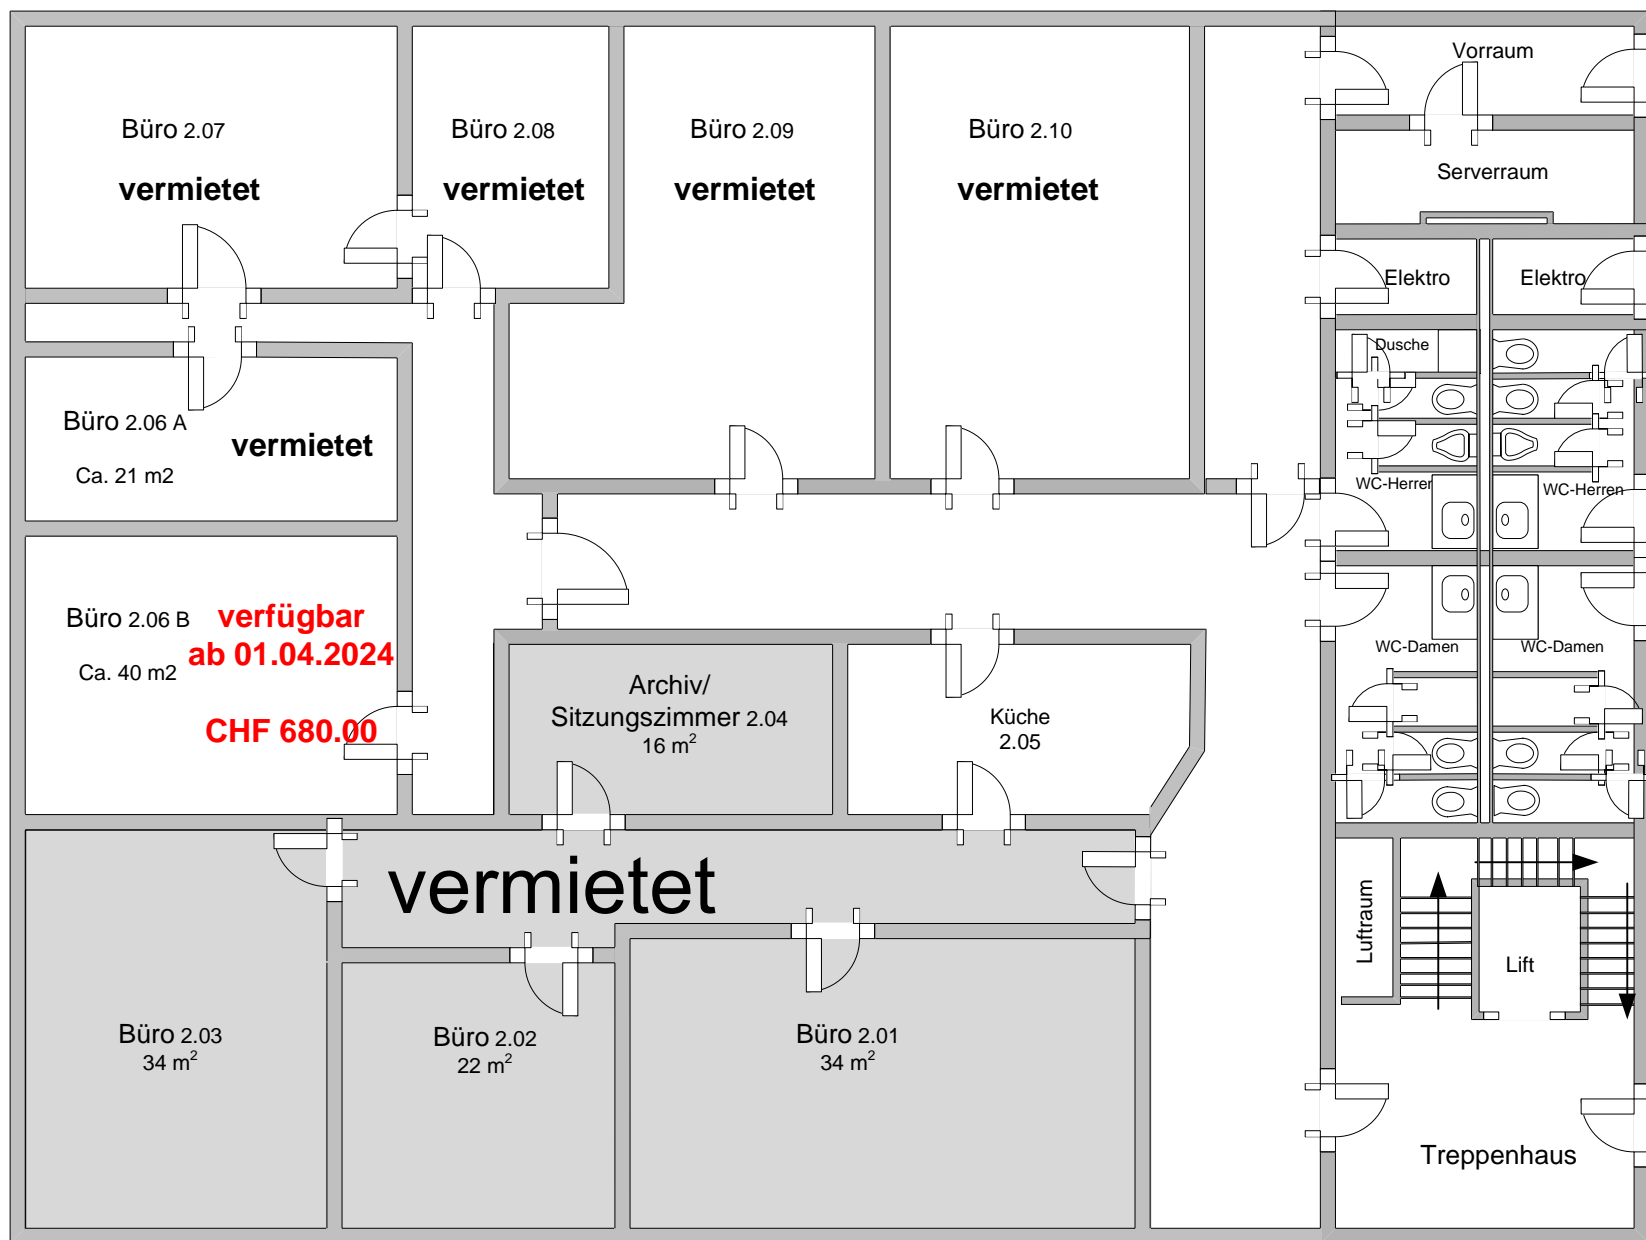 Büro 2.07
vermietet
Büro 2.08
vermietet
Büro 2.09
vermietet
Büro 2.10
vermietet
Vorraum
Serverraum
Elektro
Elektro
Dusche
WC-Herren
WC-Herren
Büro 2.06 A
Ca. 21 m2
vermietet
Büro 2.06 B
Ca. 40 m2
verfügbar
ab 01.04.2024
CHF 680.00
Archiv/
Sitzungszimmer 2.04
16 m²
Küche
2.05
WC-Damen
WC-Damen
vermietet
Luftraum
Lift
Büro 2.03
34 m²
Büro 2.02
22 m²
Büro 2.01
34 m²
Treppenhaus